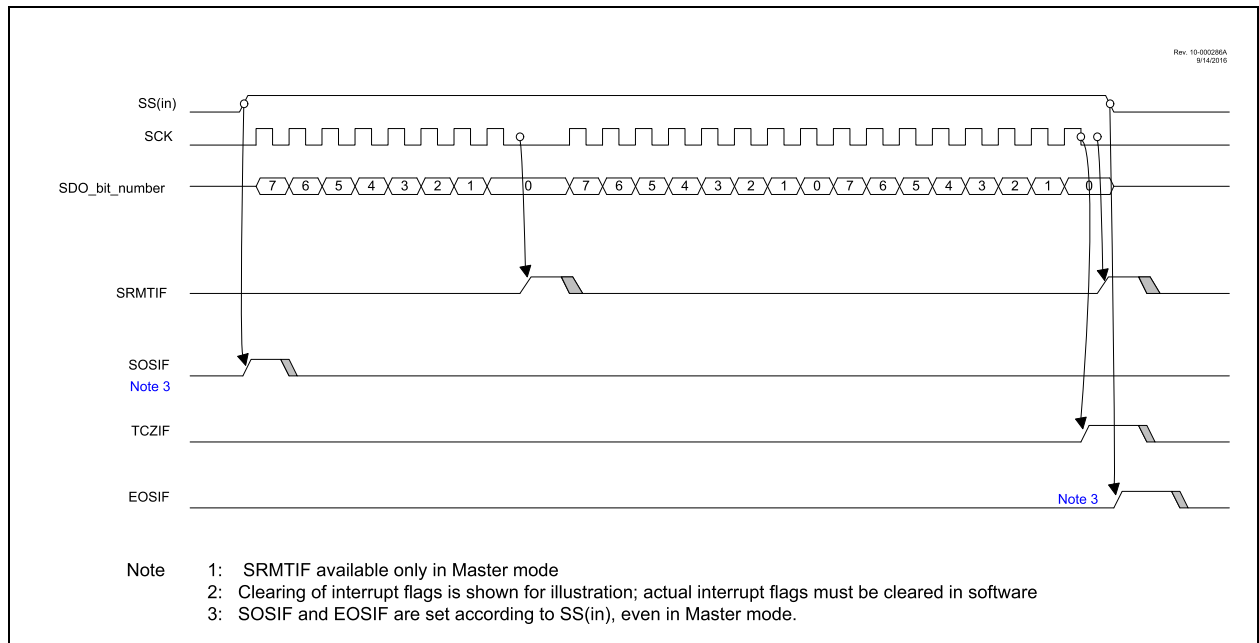 Rev. 10-000286A
9/14/2016
SS(in)
SCK
SDO_bit_number
7 6 5 4 3 2 1 0 7 6 5 4 3 2 1 0 7 6 5 4 3 2 1 0
SRMTIF
SOSIF
Note 3
TCZIF
EOSIF
Note 3
Note 1: SRMTIF available only in Master mode
2: Clearing of interrupt flags is shown for illustration; actual interrupt flags must be cleared in software
3: SOSIF and EOSIF are set according to SS(in), even in Master mode.